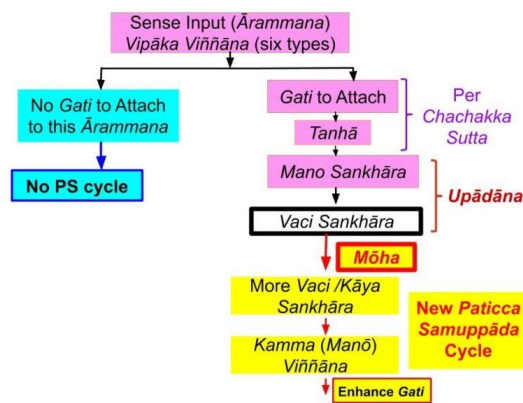 Sense Input (Ārammana)
Vipāka Viññāna (six types)
No Gati to Attach
to this Ārammana
Gati to Attach
Per
Chachakka
Sutta
Tanhā
No PS cycle
Mano Sankhāra
Upādāna
Vaci Sankhāra
Mōha
More Vaci /Kāya
Sankhāra
New Paticca
Samuppāda
Cycle
Kamma (Manō)
Viññāna
Enhance Gati